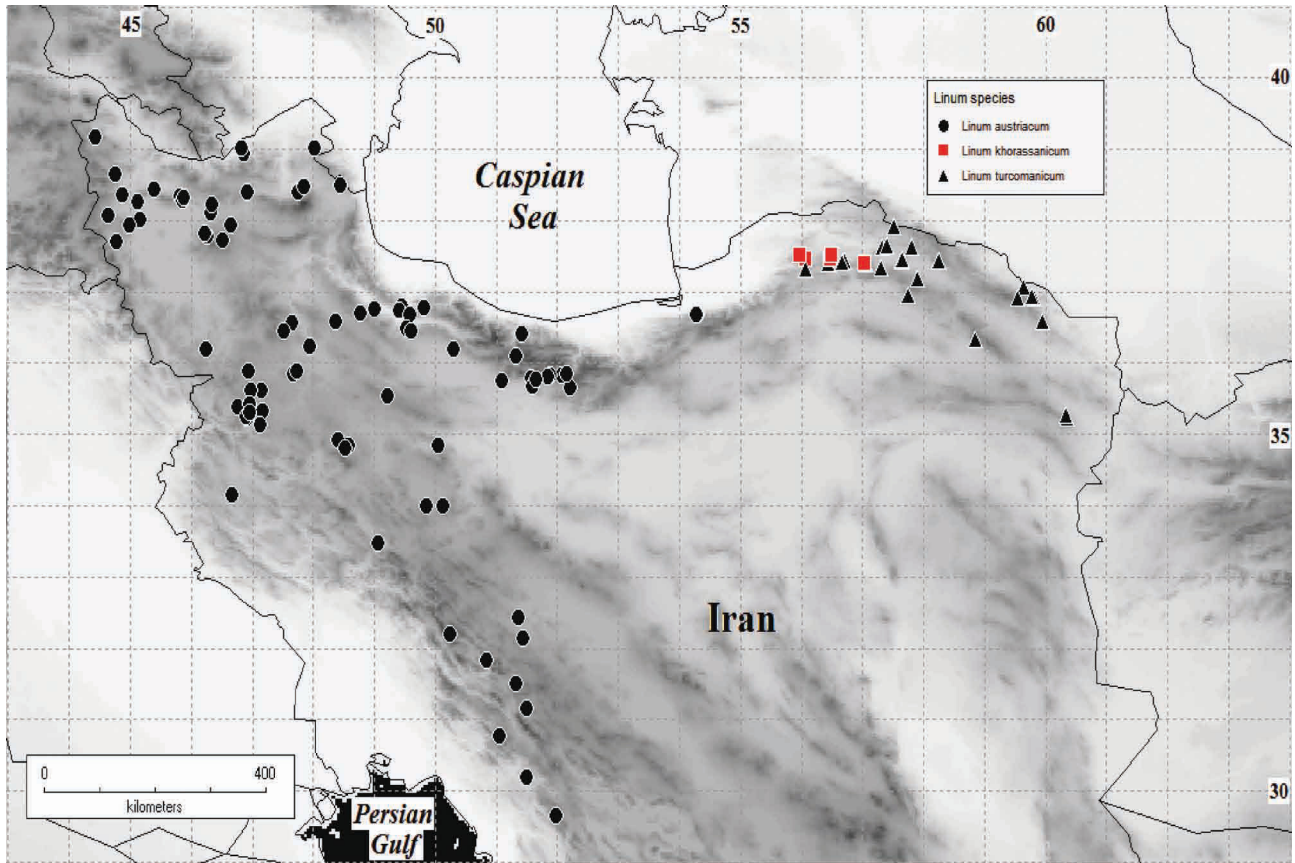 45
50
55
60
40
Linum species
Linum austriacum
Linum khorassanicum
Linum turcomanicum
Caspian
Sea
35
Iran
0 400
kilometers
30
Persian
Gulf